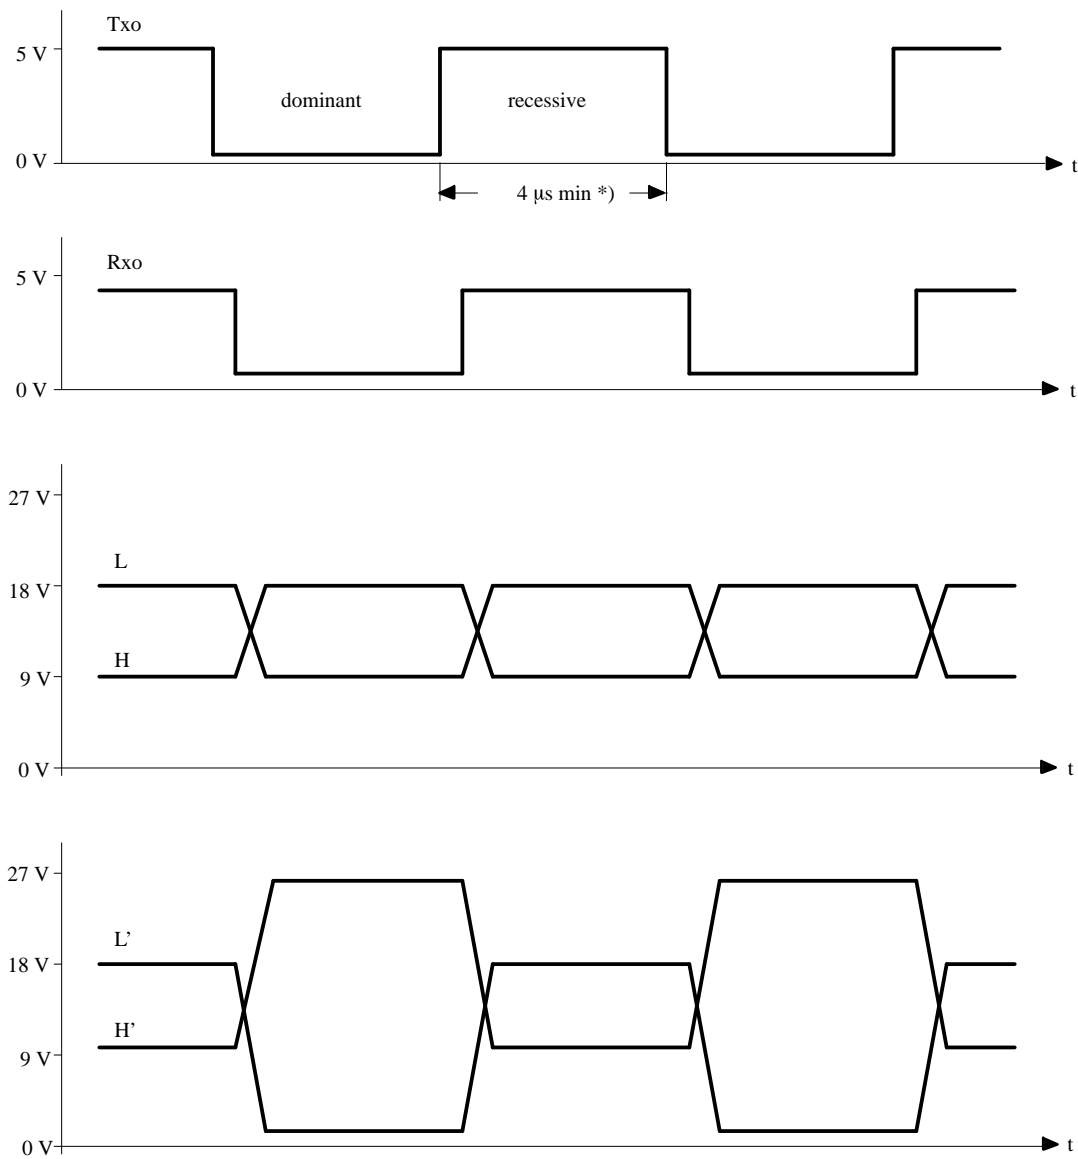 Txo
5 V
dominant
recessive
0 V
t
4 μs min *)
Rxo
5 V
0 V
t
27 V
L
18 V
H
9 V
0 V
t
27 V
L’
18 V
H’
9 V
0 V
t